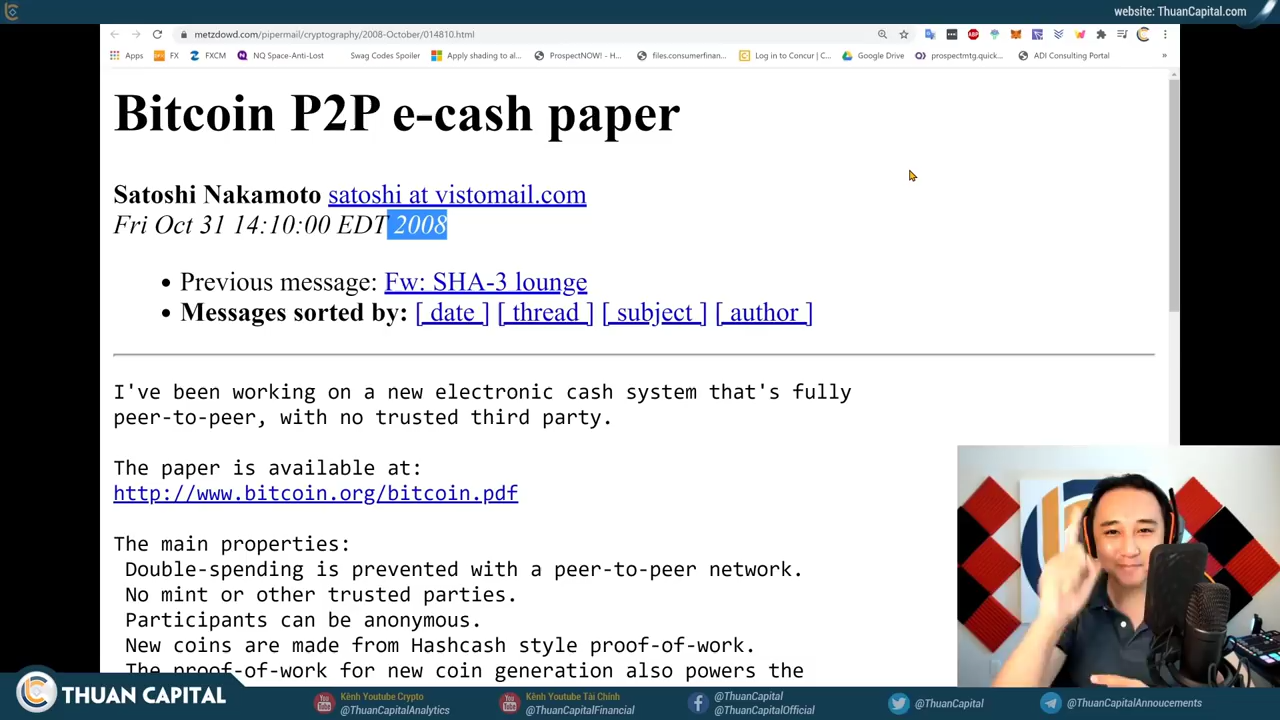 website: ThuanCapital.com
metzdowd.com/pipermail/cryptography/2008-October/014810.html
Apps
FX
FXCM
NQ Space-Anti-Lost
Swag Codes Spoiler
Apply shading to al...
ProspectNOW! – H...
files.consumerfinan...
Log in to Concur | C...
Google Drive
prospectmtg.quick...
ADI Consulting Portal
»
Bitcoin P2P e-cash paper
Satoshi Nakamoto satoshi at vistomail.com
Fri Oct 31 14:10:00 EDT 2008
• Previous message: Fw: SHA-3 lounge
• Messages sorted by: [ date ] [ thread ] [ subject ] [ author ]
I've been working on a new electronic cash system that's fully
peer-to-peer, with no trusted third party.
The paper is available at:
http://www.bitcoin.org/bitcoin.pdf
The main properties:
Double-spending is prevented with a peer-to-peer network.
No mint or other trusted parties.
Participants can be anonymous.
New coins are made from Hashcash style proof-of-work.
The proof-of-work for new coin generation also powers the
THUAN CAPITAL
Kênh Youtube Crypto
@ThuanCapitalAnalytics
Kênh Youtube Tài Chính
@ThuanCapitalFinancial
@ThuanCapital
@ThuanCapitalOfficial
@ThuanCapital
@ThuanCapitalAnnoucements